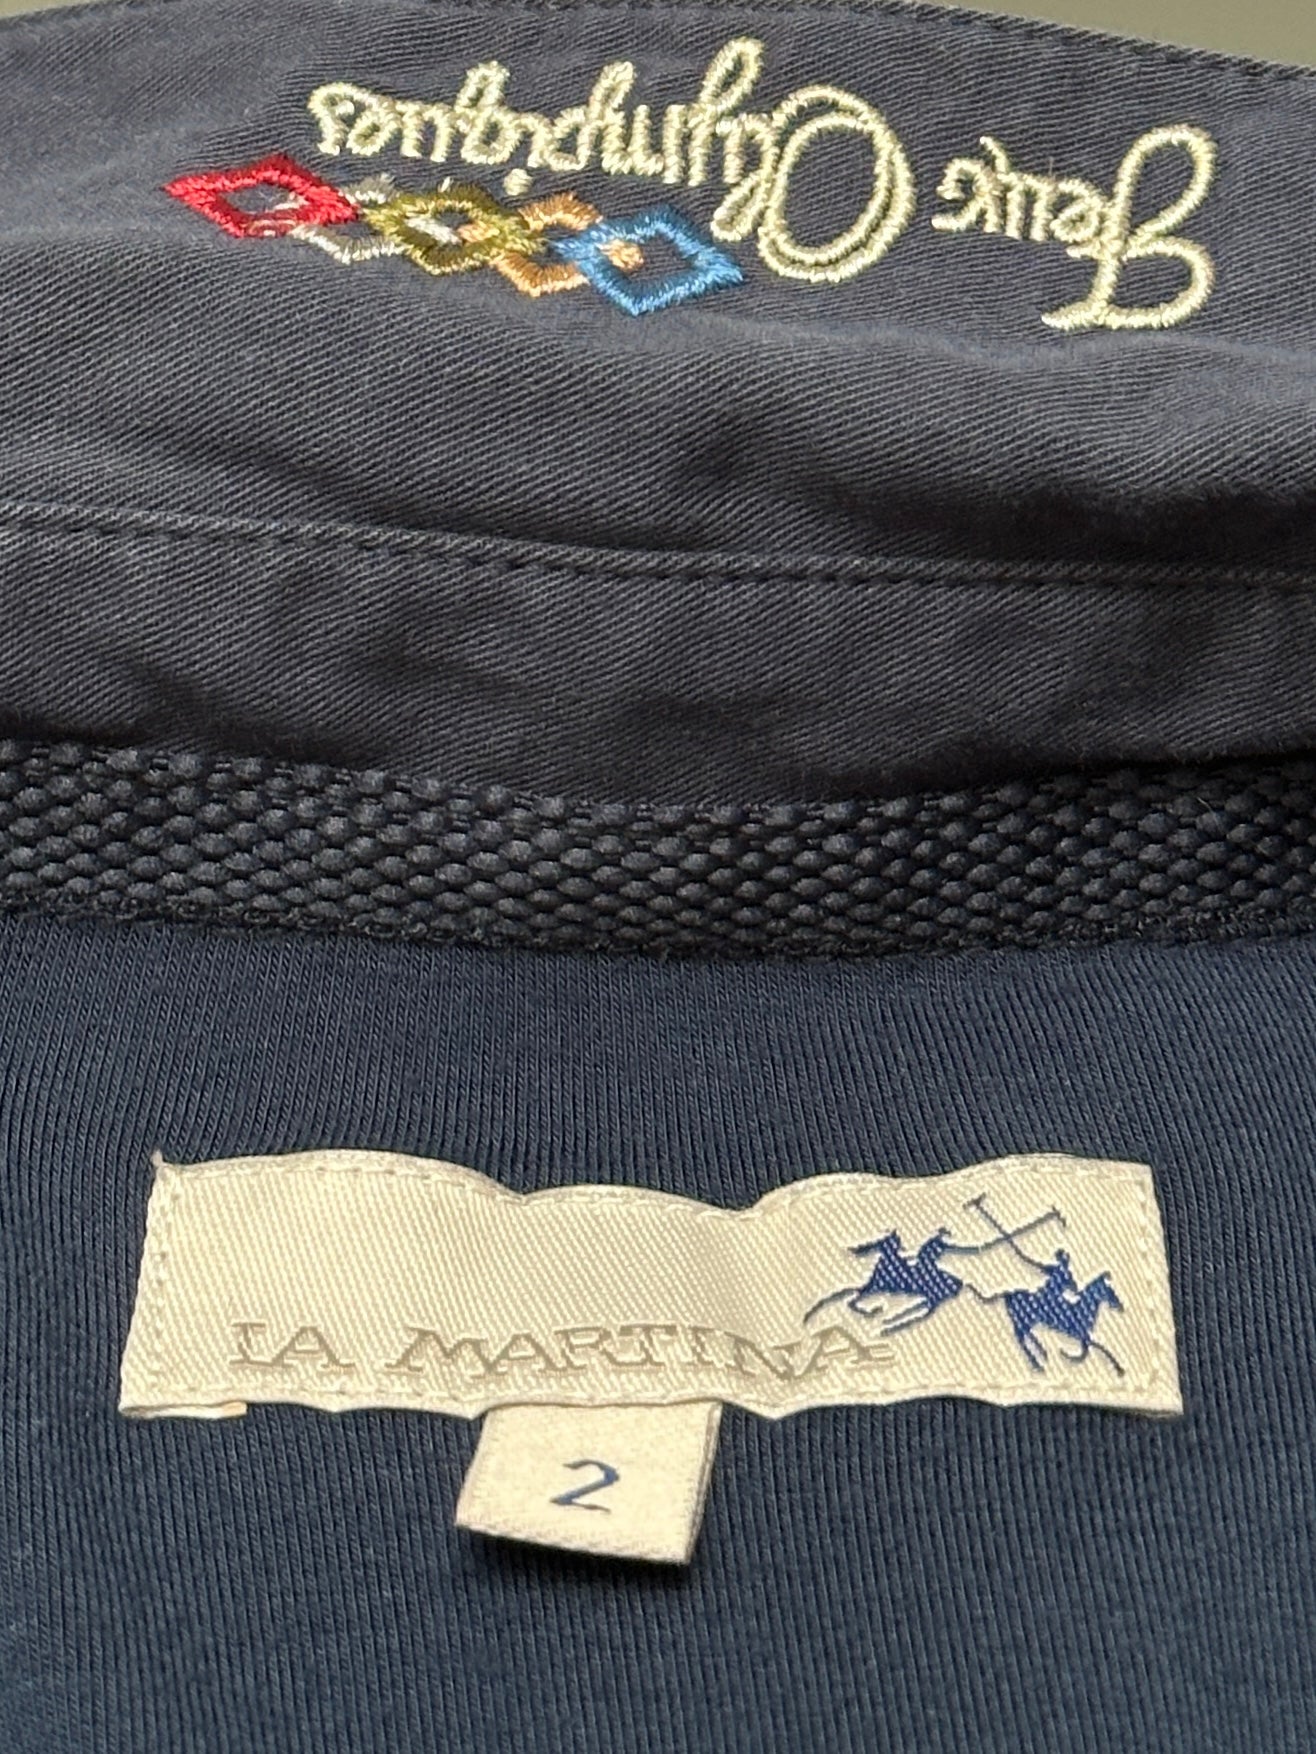 Jeux Olympiques
LA MARTINA
2